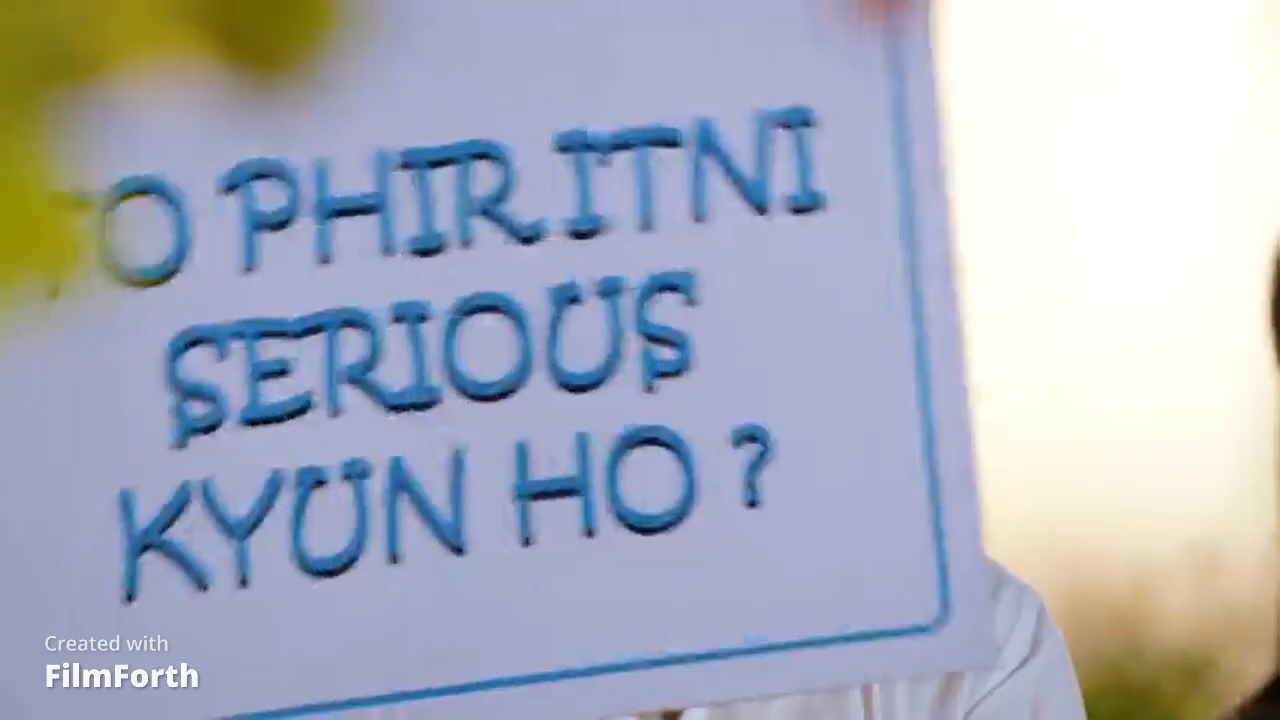 O PHIR ITNI
SERIOUS
KYUN HO ?
Created with
FilmForth